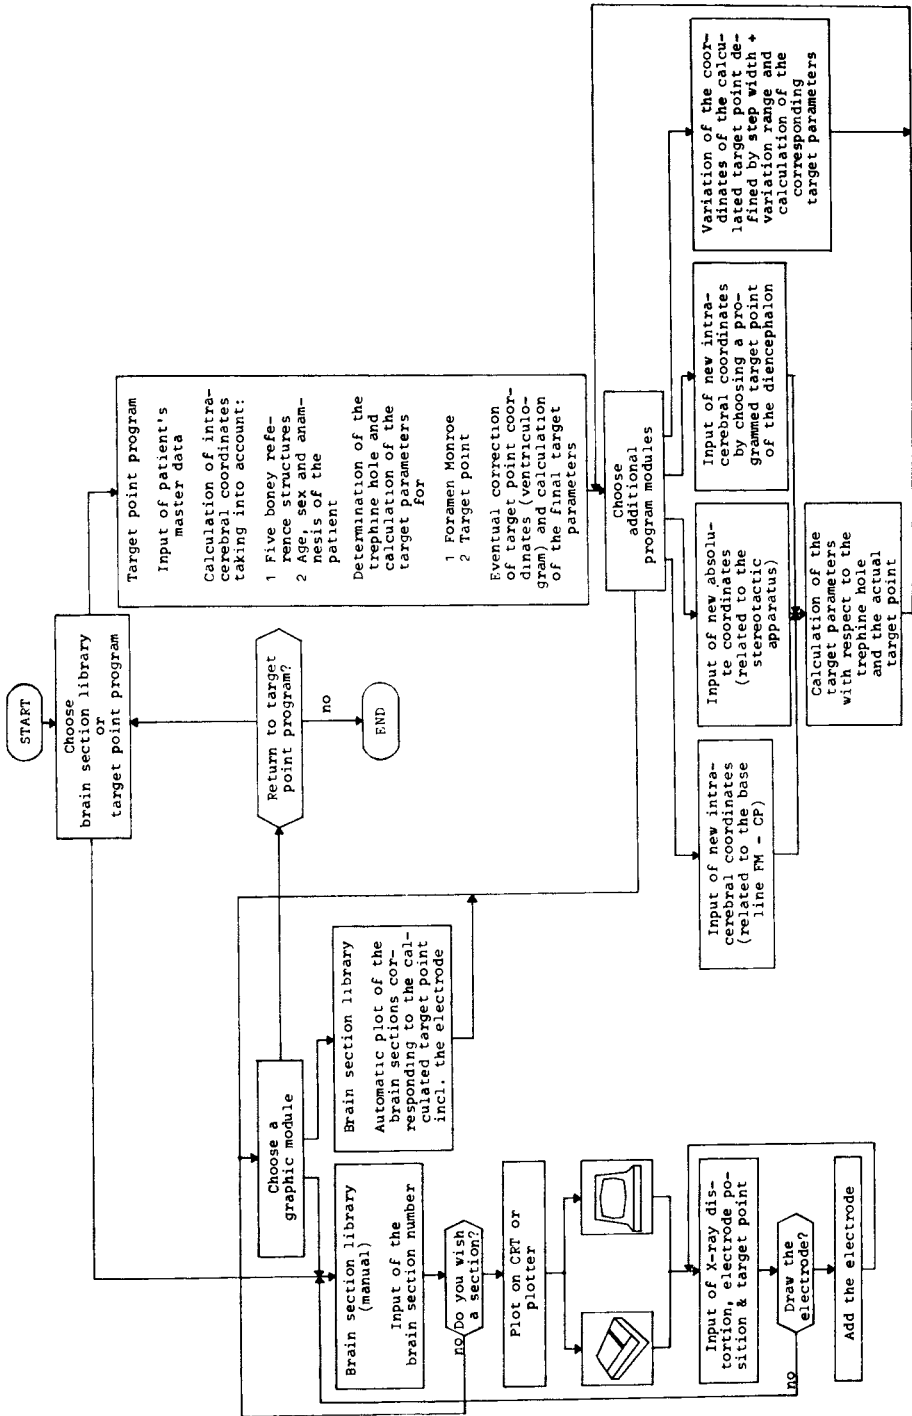 START
Choose
brain section library
or
target point program
Return to target
point program?
no
END
Target point program
Input of patient's
master data
Calculation of intra-
cerebral coordinates
taking into account:
1 Five boney refe-
rence structures
2 Age, sex and anam-
nesis of the
patient
Determination of the
trephine hole and
calculation of the
target parameters
for
1 Foramen Monroe
2 Target point
Eventual correction
of target point coor-
dinates (ventriculo-
gram) and calculation
of the final target
parameters
Choose a
graphic module
Brain section library
(manual)
Input of the
brain section number
Brain section library
Automatic plot of the
brain sections cor-
responding to the cal-
culated target point
incl. the electrode
no
Do you wish
a section?
Plot on CRT or
plotter
Input of X-ray dis-
tortion, electrode po-
sition & target point
Draw the
electrode?
no
Add the electrode
Choose
additional
program modules
Input of new intra-
cerebral coordinates
(related to the base
line FM - CP)
Input of new absolu-
te coordinates
(related to the
stereotactic
apparatus)
Input of new intra-
cerebral coordinates
by choosing a pro-
grammed target point
of the diencephalon
Variation of the coor-
dinates of the calcu-
lated target point de-
fined by step width +
variation range and
calculation of the
corresponding
target parameters
Calculation of the
target parameters
with respect to the
trephine hole
and the actual
target point